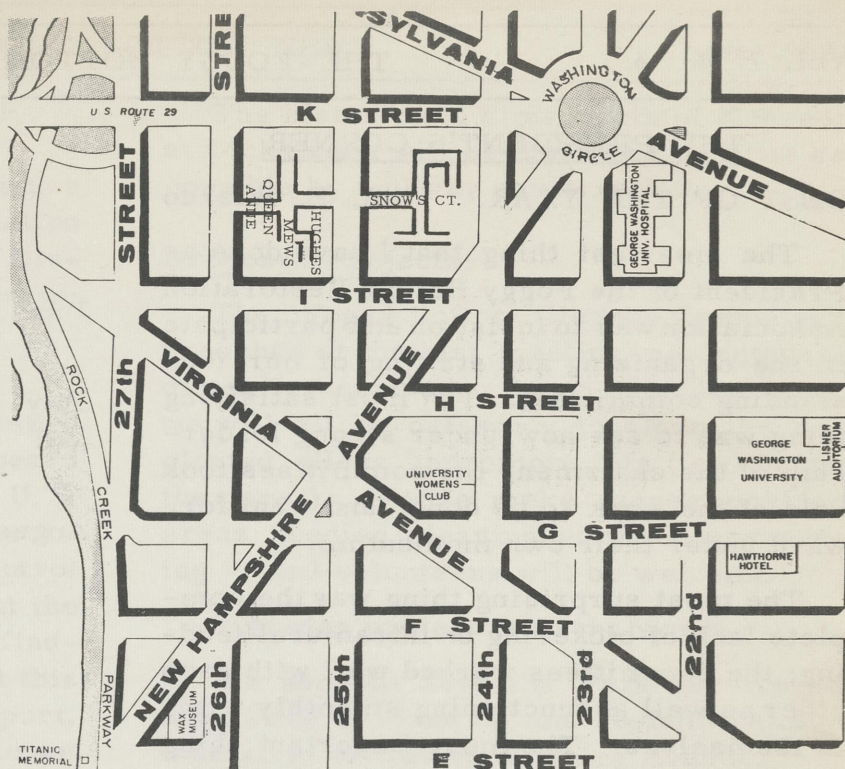 SYLVANIA
AVENUE
WASHINGTON
CIRCLE
STRE
U S ROUTE 29
K STREET
STREET
27th
QUEEN
ANNE
HUGHES
MEWS
SNOW'S CT.
GEORGE WASHINGTON
UNIV. HOSPITAL
I STREET
VIRGINIA
AVENUE
NEW HAMPSHIRE
AVENUE
H STREET
ROCK
CREEK
PARKWAY
UNIVERSITY
WOMENS
CLUB
GEORGE
WASHINGTON
UNIVERSITY
LISNER
AUDITORIUM
G STREET
HAWTHORNE
HOTEL
F STREET
WAX
MUSEUM
26th
25th
24th
23rd
22nd
TITANIC
MEMORIAL
E STREET